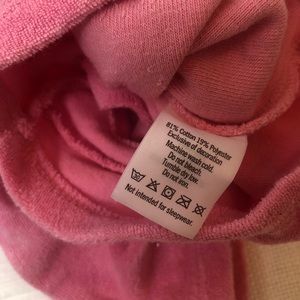 81% Cotton 19% Polyester
Exclusive of decoration
Machine wash cold.
Do not bleach.
Tumble dry low.
Do not iron.
Not intended for sleepwear.